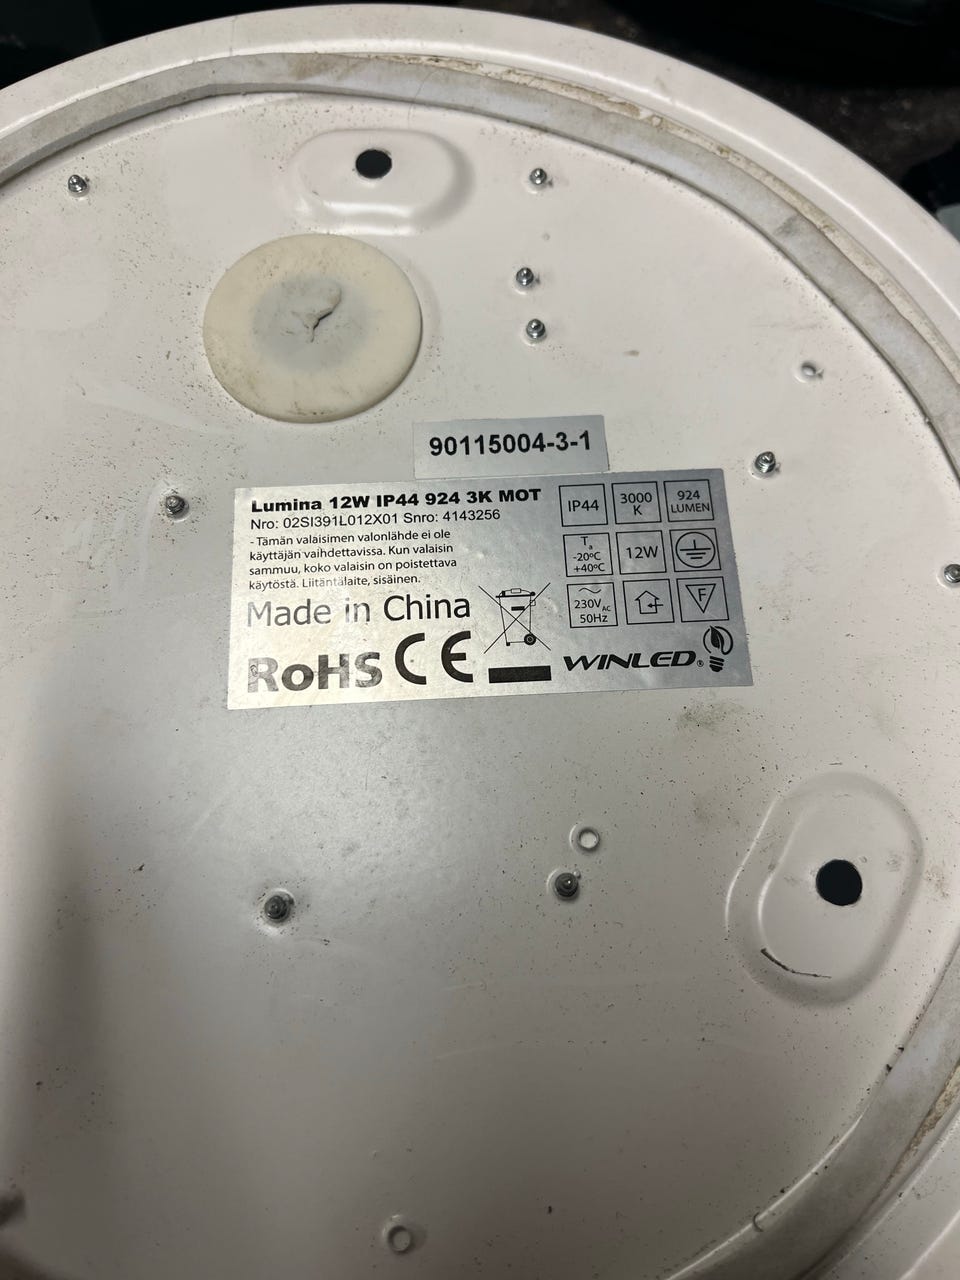 90115004-3-1
Lumina 12W IP44 924 3K MOT
Nro: 02SI391L012X01 Snro: 4143256
- Tämän valaisimen valonlähde ei ole
käyttäjän vaihdettavissa. Kun valaisin
sammuu, koko valaisin on poistettava
käytöstä. Liitäntälaite, sisäinen.
Made in China
RoHS CE
IP44
3000
K
924
LUMEN
Ta
-20ºC
+40ºC
12W
230VAC
50Hz
F
WINLED®